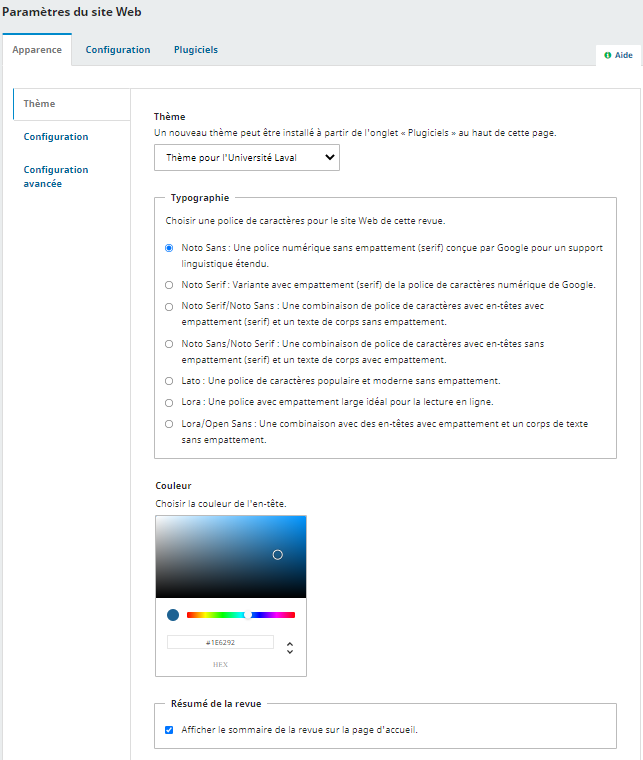 Paramètres du site Web
Apparence
Configuration
Plugiciels
Aide
Thème
Configuration
Configuration
avancée
Thème
Un nouveau thème peut être installé à partir de l'onglet « Plugiciels » au haut de cette page.
Thème pour l'Université Laval
Typographie
Choisir une police de caractères pour le site Web de cette revue.
Noto Sans : Une police numérique sans empattement (serif) conçue par Google pour un support
linguistique étendu.
Noto Serif : Variante avec empattement (serif) de la police de caractères numérique de Google.
Noto Serif/Noto Sans : Une combinaison de police de caractères avec en-têtes avec
empattement (serif) et un texte de corps sans empattement.
Noto Sans/Noto Serif : Une combinaison de police de caractères avec en-têtes sans
empattement (serif) et un texte de corps avec empattement.
Lato : Une police de caractères populaire et moderne sans empattement.
Lora : Une police avec empattement large idéal pour la lecture en ligne.
Lora/Open Sans : Une combinaison avec des en-têtes avec empattement et un corps de texte
sans empattement.
Couleur
Choisir la couleur de l'en-tête.
#1E6292
HEX
Résumé de la revue
Afficher le sommaire de la revue sur la page d'accueil.